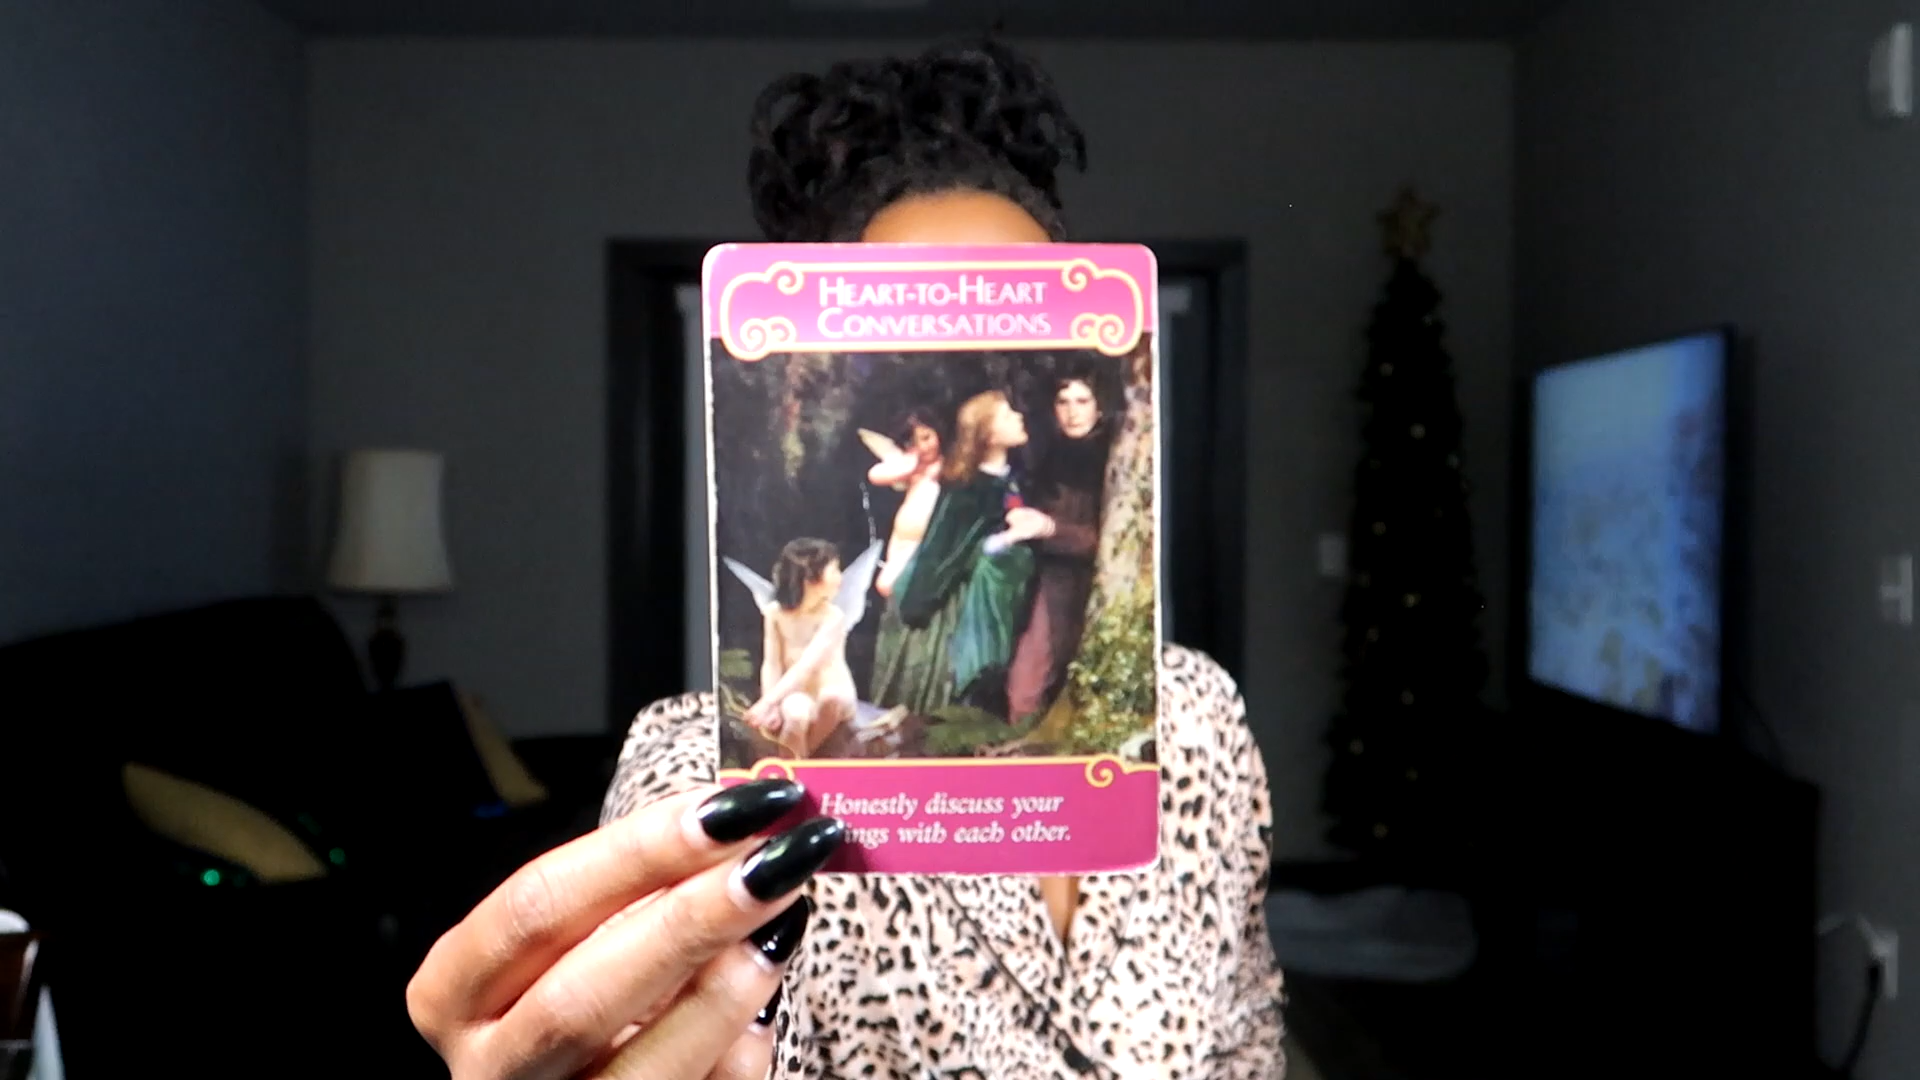 HEART-TO-HEART
CONVERSATIONS
Honestly discuss your
with each other.